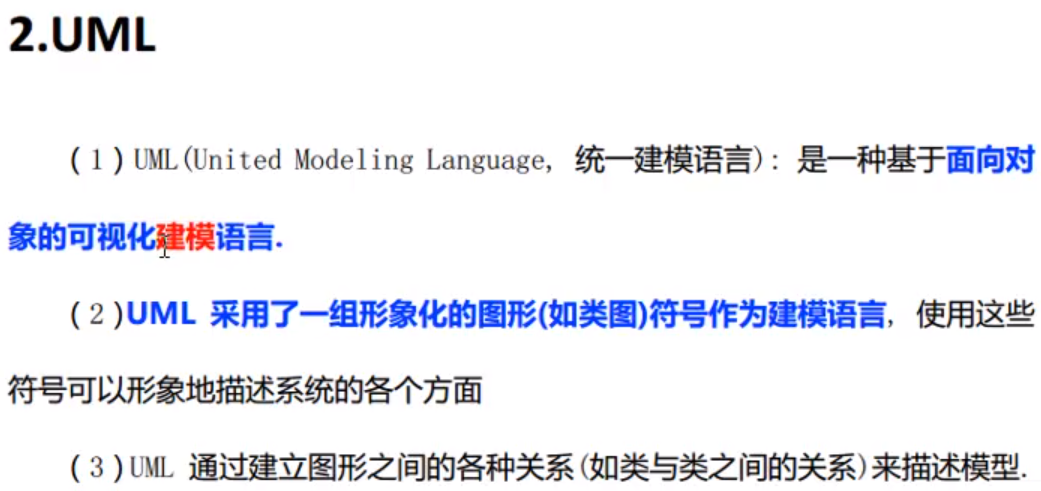 2.UML
(1)UML(United Modeling Language, 统一建模语言): 是一种基于面向对
象的可视化建模语言.
(2)UML 采用了一组形象化的图形(如类图)符号作为建模语言, 使用这些
符号可以形象地描述系统的各个方面
(3)UML 通过建立图形之间的各种关系(如类与类之间的关系)来描述模型.